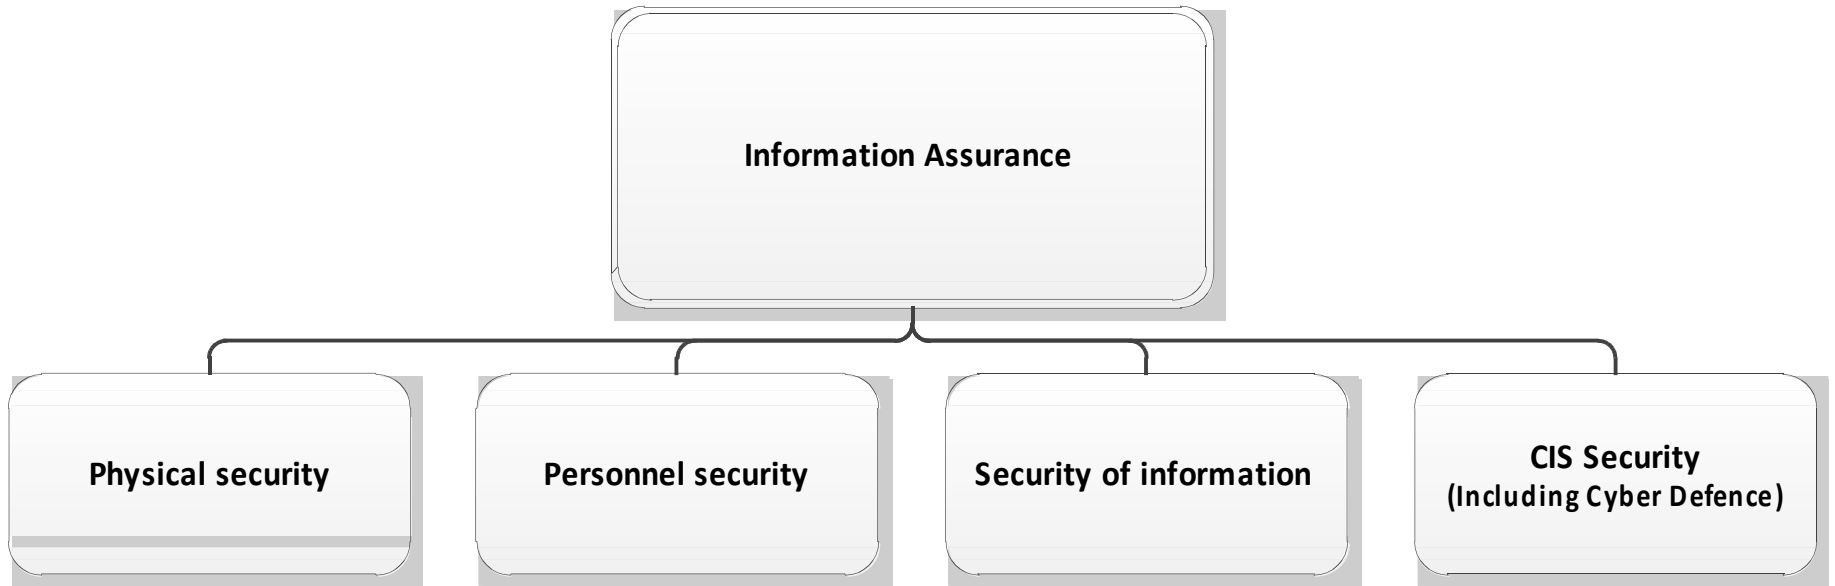 Information Assurance
Physical security
Personnel security
Security of information
CIS Security
(Including Cyber Defence)